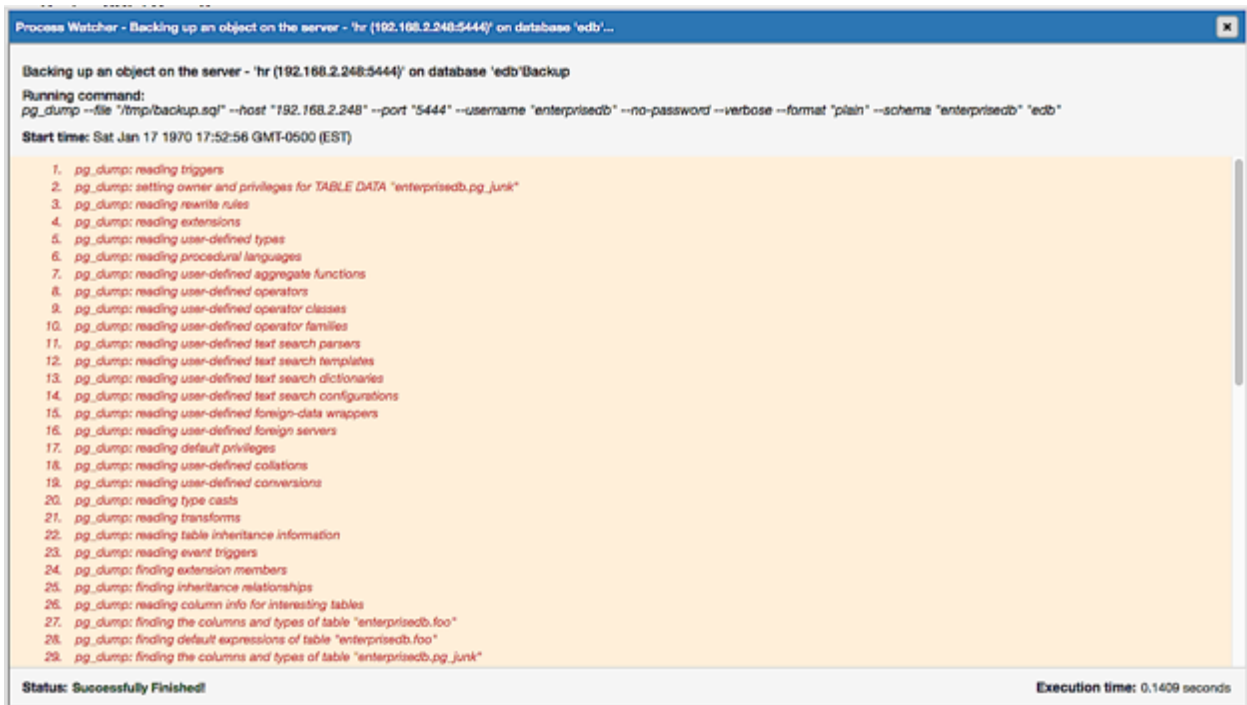 Process Watcher - Backing up an object on the server - 'hr (192.168.2.248:5444)' on database 'edb'...
Backing up an object on the server - 'hr (192.168.2.248:5444)' on database 'edb'Backup
Running command:
pg_dump --file "/tmp/backup.sql" --host "192.168.2.248" --port "5444" --username "enterprisedb" --no-password --verbose --format "plain" --schema "enterprisedb" "edb"
Start time: Sat Jan 17 1970 17:52:56 GMT-0500 (EST)
1. pg_dump: reading triggers
2. pg_dump: setting owner and privileges for TABLE DATA "enterprisedb.pg_junk"
3. pg_dump: reading rewrite rules
4. pg_dump: reading extensions
5. pg_dump: reading user-defined types
6. pg_dump: reading procedural languages
7. pg_dump: reading user-defined aggregate functions
8. pg_dump: reading user-defined operators
9. pg_dump: reading user-defined operator classes
10. pg_dump: reading user-defined operator families
11. pg_dump: reading user-defined text search parsers
12. pg_dump: reading user-defined text search templates
13. pg_dump: reading user-defined text search dictionaries
14. pg_dump: reading user-defined text search configurations
15. pg_dump: reading user-defined foreign-data wrappers
16. pg_dump: reading user-defined foreign servers
17. pg_dump: reading default privileges
18. pg_dump: reading user-defined collations
19. pg_dump: reading user-defined conversions
20. pg_dump: reading type casts
21. pg_dump: reading transforms
22. pg_dump: reading table inheritance information
23. pg_dump: reading event triggers
24. pg_dump: finding extension members
25. pg_dump: finding inheritance relationships
26. pg_dump: reading column info for interesting tables
27. pg_dump: finding the columns and types of table "enterprisedb.foo"
28. pg_dump: finding default expressions of table "enterprisedb.foo"
29. pg_dump: finding the columns and types of table "enterprisedb.pg_junk"
Status: Successfully Finished! Execution time: 0.1409 seconds